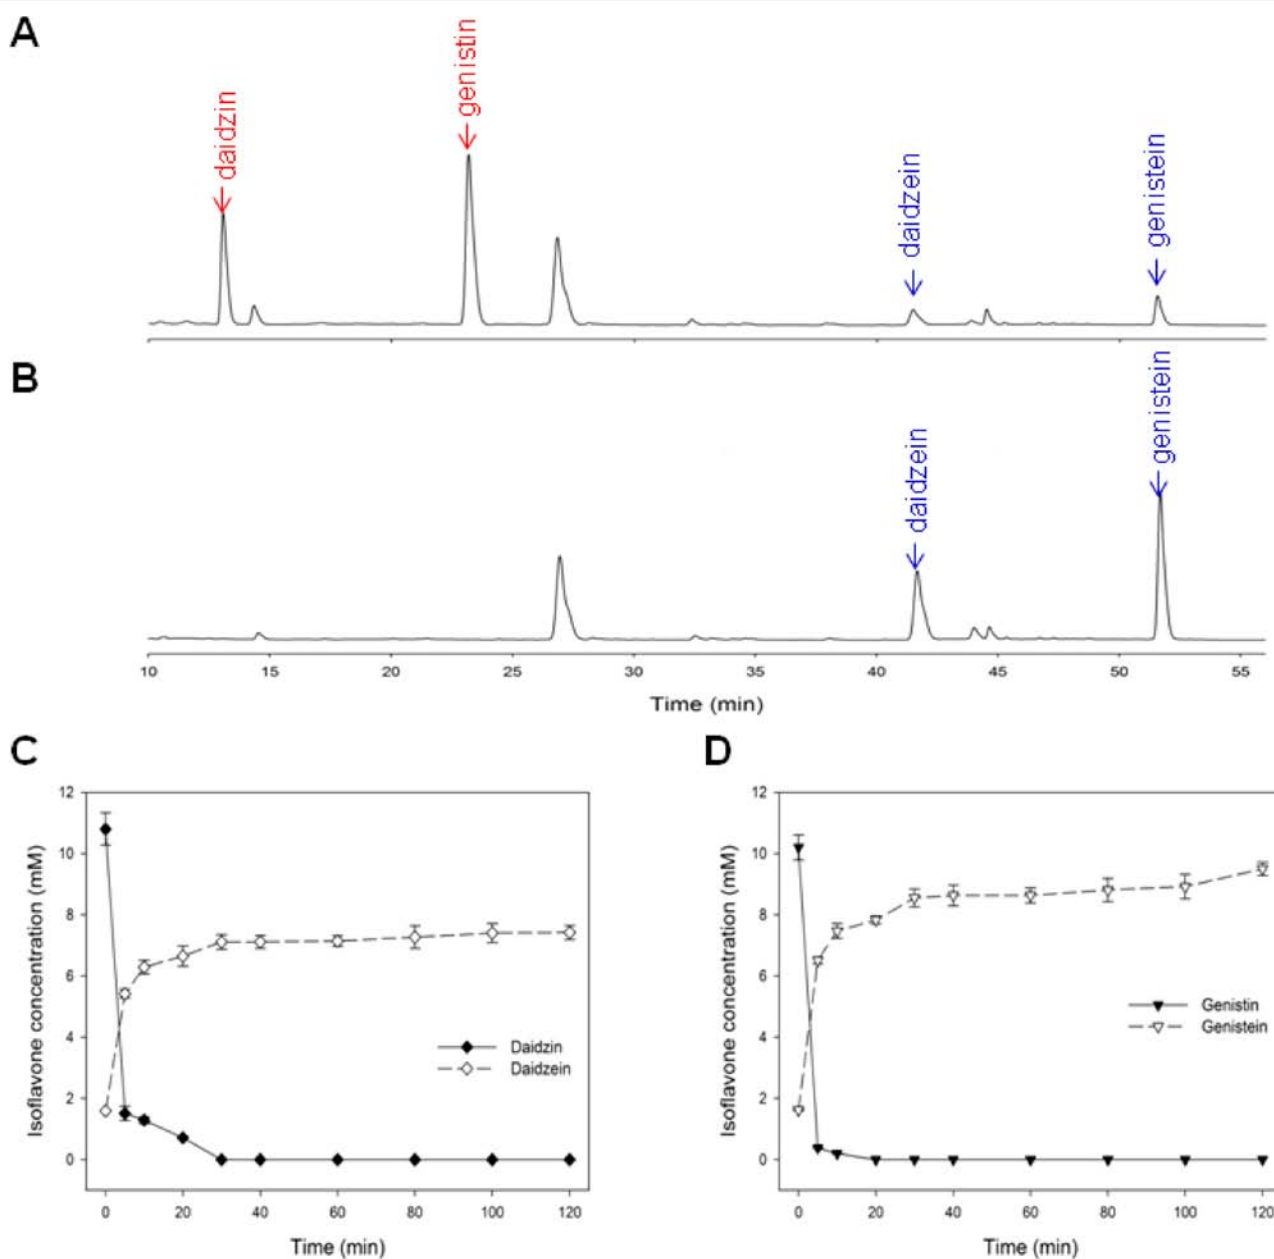 A
daidzin
genistin
daidzein
genistein
B
daidzein
genistein
10 15 20 25 30 35 40 45 50 55
Time (min)
C
D
Isoflavone concentration (mM)
12
10
8
6
4
2
0
Daidzin
Daidzein
0 20 40 60 80 100 120
Time (min)
Isoflavone concentration (mM)
12
10
8
6
4
2
0
Genistin
Genistein
0 20 40 60 80 100 120
Time (min)